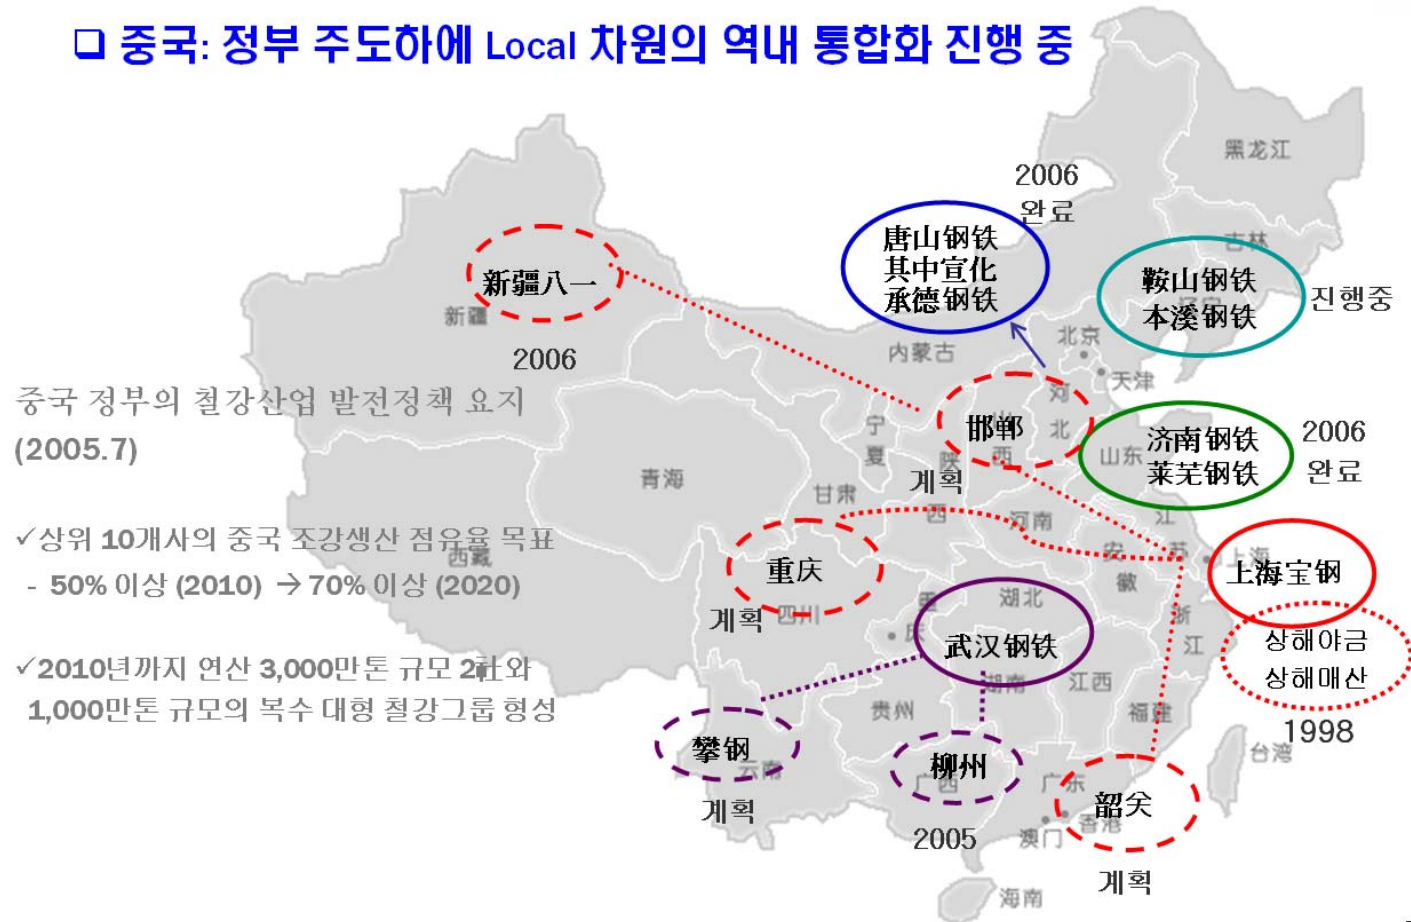 □ 중국: 정부 주도하에 Local 차원의 역내 통합화 진행 중
黑龙江
2006
완료
吉林
唐山钢铁
其中宣化
承德钢铁
鞍山钢铁
本溪钢铁
진행중
辽宁
新疆八一
新疆
2006
内蒙古
北京
天津
河
北
중국 정부의 철강산업 발전정책 요지
(2005.7)
邯郸
山
西
계획
宁
夏
陕
西
济南钢铁
莱芜钢铁
山东
2006
완료
青海
甘肃
河南
江
苏
✓상위 10개사의 중국 조강생산 점유율 목표
- 50% 이상 (2010) → 70% 이상 (2020)
西藏
重庆
계획
四川
重
庆
安
徽
上海
上海宝钢
湖北
浙
江
상해야금
상해매산
1998
✓2010년까지 연산 3,000만톤 규모 2社와
1,000만톤 규모의 복수 대형 철강그룹 형성
武汉钢铁
湖南
江西
贵州
福建
台湾
攀钢
云南
계획
柳州
广西
2005
广东
韶关
香港
澳门
계획
海南